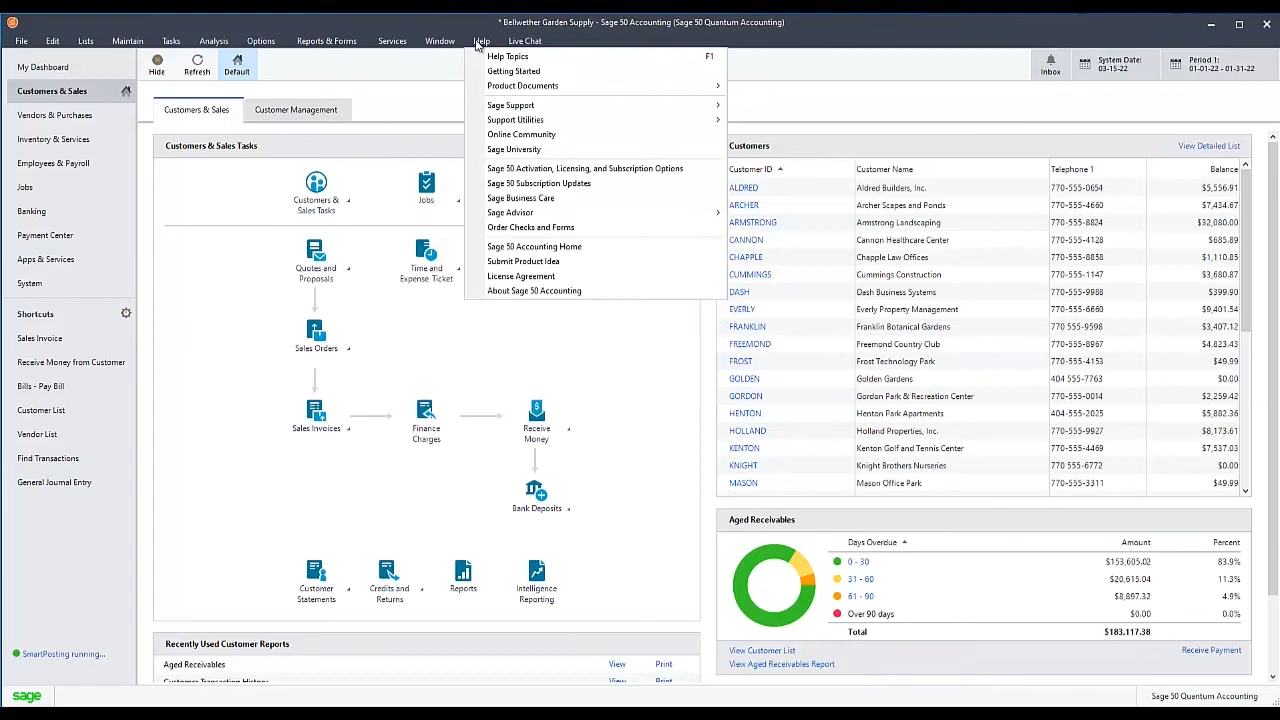 * Bellwether Garden Supply - Sage 50 Accounting (Sage 50 Quantum Accounting)
File Edit Lists Maintain Tasks Analysis Options Reports & Forms Services Window Help Live Chat
My Dashboard
Customers & Sales
Vendors & Purchases
Inventory & Services
Employees & Payroll
Jobs
Banking
Payment Center
Apps & Services
System
Shortcuts
Sales Invoice
Receive Money from Customer
Bills - Pay Bill
Customer List
Vendor List
Find Transactions
General Journal Entry
SmartPosting running...
Hide Refresh Default
Inbox
System Date:
03-15-22
Period 1:
01-01-22 - 01-31-22
Help Topics F1
Getting Started
Product Documents
Sage Support
Support Utilities
Online Community
Sage University
Sage 50 Activation, Licensing, and Subscription Options
Sage 50 Subscription Updates
Sage Business Care
Sage Advisor
Order Checks and Forms
Sage 50 Accounting Home
Submit Product Idea
License Agreement
About Sage 50 Accounting
Customers & Sales Customer Management
Customers & Sales Tasks
Customers &
Sales Tasks
Jobs
Quotes and
Proposals
Time and
Expense Ticket
Sales Orders
Sales Invoices
Finance
Charges
Receive
Money
Bank Deposits
Customer
Statements
Credits and
Returns
Reports
Intelligence
Reporting
Recently Used Customer Reports
Aged Receivables View Print
Customer Transaction History View Print
Customers View Detailed List
Customer ID Customer Name Telephone 1 Balance
ALDRED Aldred Builders, Inc. 770-555-0654 $5,556.91
ARCHER Archer Scapes and Ponds 770-555-4660 $7,434.67
ARMSTRONG Armstrong Landscaping 770-555-8824 $32,080.00
CANNON Cannon Healthcare Center 770-555-4128 $685.89
CHAPPLE Chapple Law Offices 770-555-8858 $1,110.85
CUMMINGS Cummings Construction 770-555-1147 $3,680.87
DASH Dash Business Systems 770-555-9988 $399.90
EVERLY Everly Property Management 770-555-6660 $9,401.54
FRANKLIN Franklin Botanical Gardens 770 555-9598 $3,407.12
FREEMOND Freemond Country Club 770-555-8967 $4,823.43
FROST Frost Technology Park 770-555-4153 $49.99
GOLDEN Golden Gardens 404 555-7763 $0.00
GORDON Gordon Park & Recreation Center 770-555-0014 $2,259.48
HENTON Henton Park Apartments 404-555-2025 $5,882.36
HOLLAND Holland Properties, Inc. 770-555-9927 $8,173.61
KENTON Kenton Golf and Tennis Center 770-555-4469 $7,537.03
KNIGHT Knight Brothers Nurseries 770 555-6772 $0.00
MASON Mason Office Park 770-555-3311 $49.99
Aged Receivables
Days Overdue Amount Percent
0 - 30 $153,605.02 83.9%
31 - 60 $20,615.04 11.3%
61 - 90 $8,897.32 4.9%
Over 90 days $0.00 0.0%
Total $183,117.38
View Customer List Receive Payment
View Aged Receivables Report
sage Sage 50 Quantum Accounting